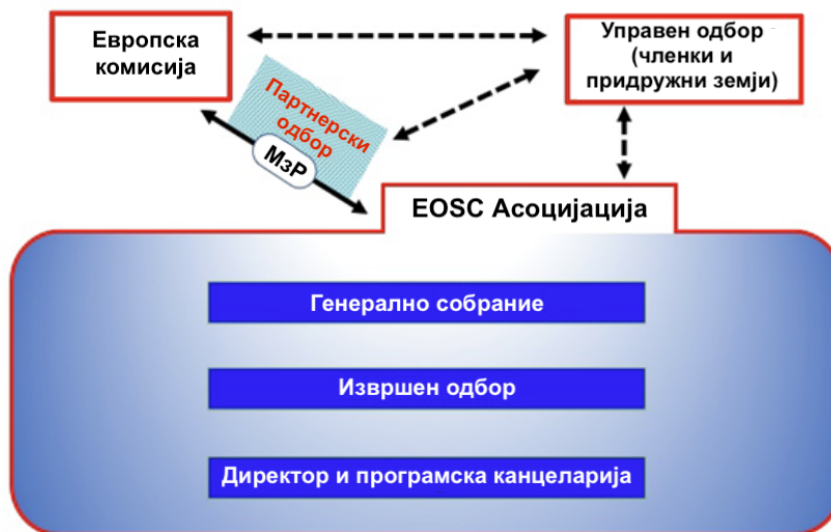 Европска
комисија
Управен одбор
(членки и
придружни земји)
Партнерски
одбор
МзР
EOSC Асоцијација
Генерално собрание
Извршен одбор
Директор и програмска канцеларија